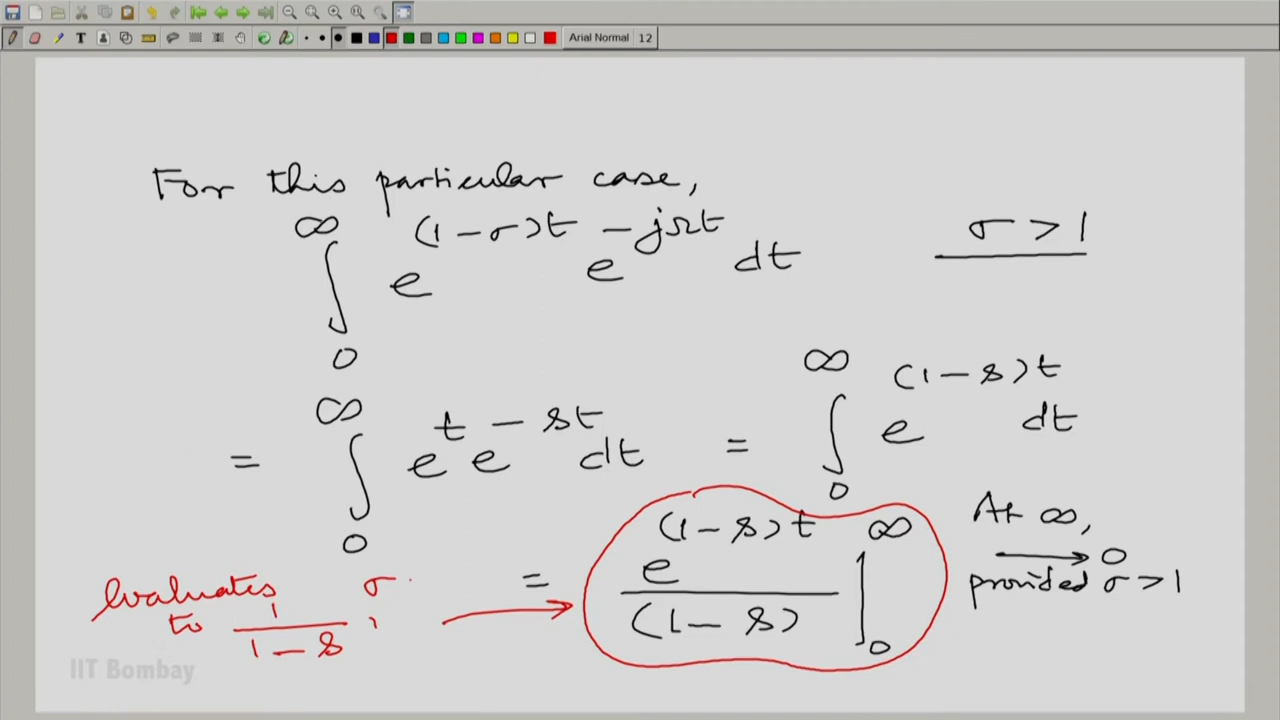 Arial Normal 12
For this particular case,
∫₀^∞ e^{(1-σ)t} e^{-jΩt} dt
σ > 1
= ∫₀^∞ e^t e^{-st} dt = ∫₀^∞ e^{(1-s)t} dt
= e^{(1-s)t}/(1-s) |₀^∞
At ∞,
→ 0
provided σ > 1
evaluates σ
to 1/(1-s),
IIT Bombay